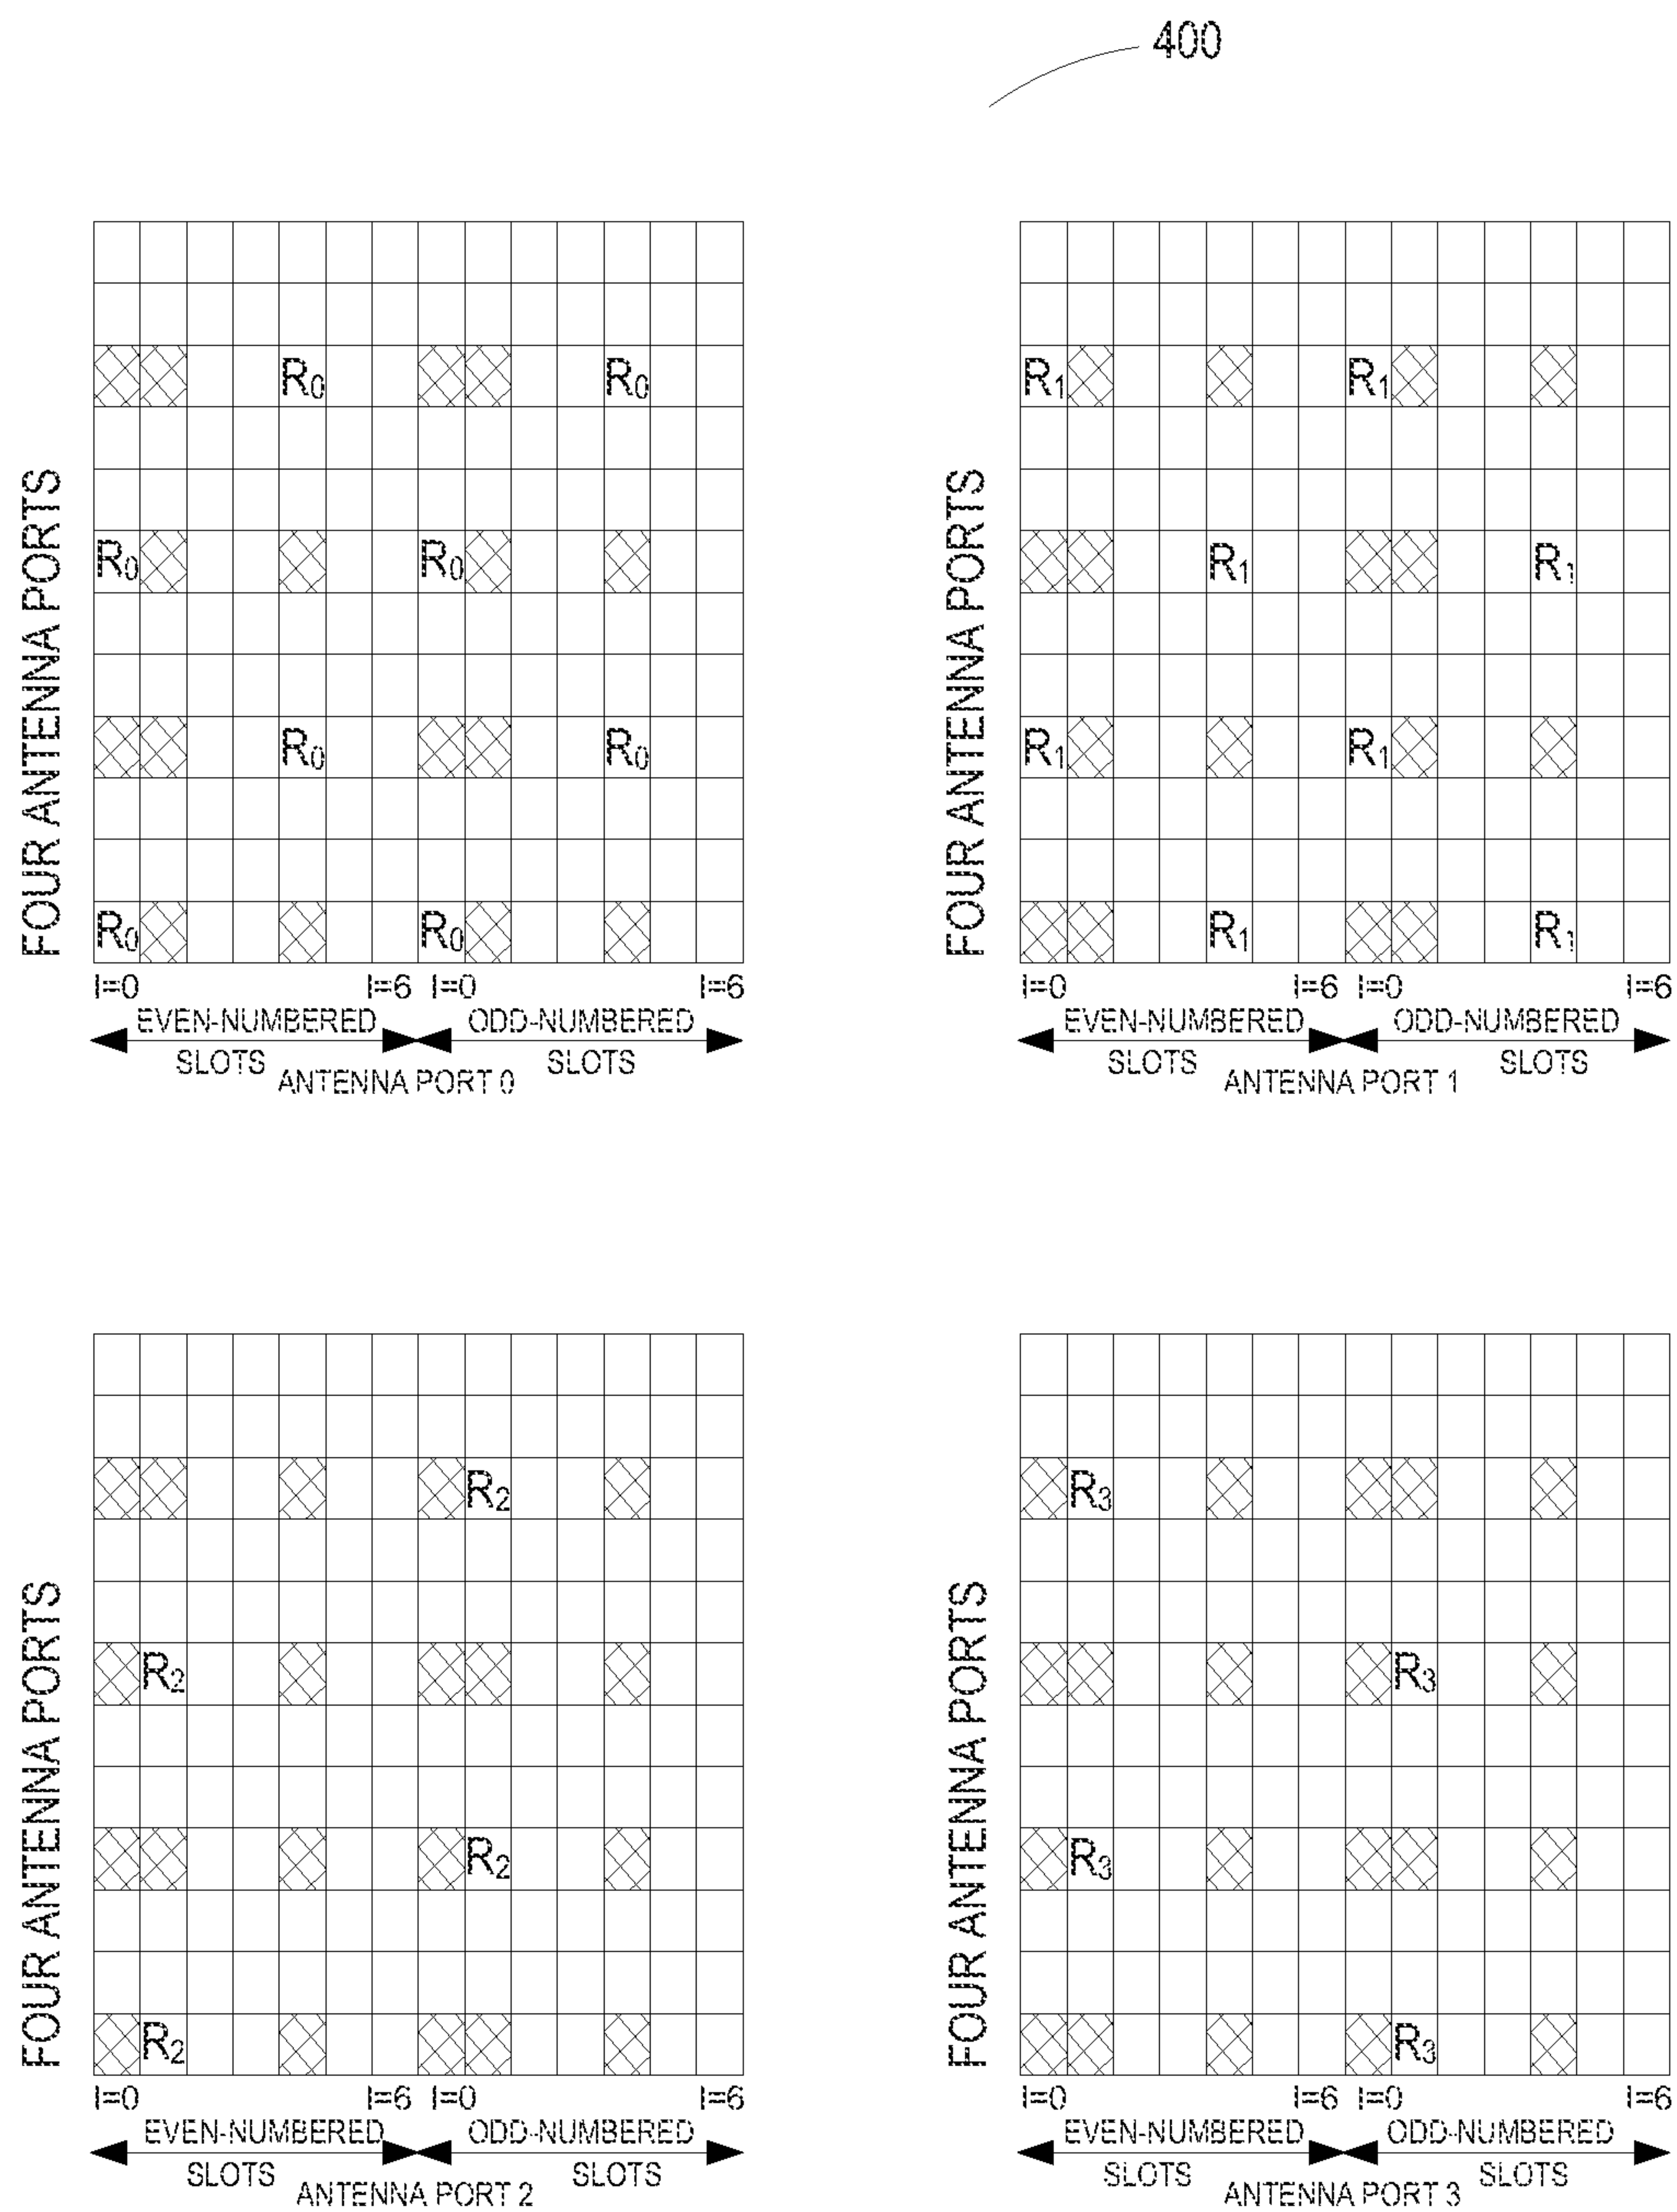 400
FOUR ANTENNA PORTS
R0 R0
R0 R0
R0 R0
R0 R0
l=0 l=6 l=0 l=6
EVEN-NUMBERED SLOTS
ODD-NUMBERED SLOTS
ANTENNA PORT 0
FOUR ANTENNA PORTS
R1 R1
R1 R1
R1 R1
R1 R1
l=0 l=6 l=0 l=6
EVEN-NUMBERED SLOTS
ODD-NUMBERED SLOTS
ANTENNA PORT 1
FOUR ANTENNA PORTS
R2
R2
R2
R2
l=0 l=6 l=0 l=6
EVEN-NUMBERED SLOTS
ODD-NUMBERED SLOTS
ANTENNA PORT 2
FOUR ANTENNA PORTS
R3
R3
R3
R3
l=0 l=6 l=0 l=6
EVEN-NUMBERED SLOTS
ODD-NUMBERED SLOTS
ANTENNA PORT 3